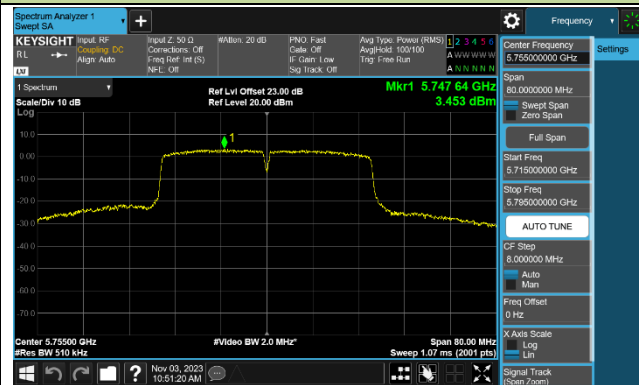 Spectrum Analyzer 1
Swept SA
Frequency
KEYSIGHT
Input: RF
Input Z: 50 Ω
#Atten: 20 dB
PNO: Fast
Avg Type: Power (RMS)
1 2 3 4 5 6
RL
Coupling: DC
Corrections: Off
Gate: Off
Avg|Hold: 100/100
A W W W W W
Align: Auto
Freq Ref: Int (S)
IF Gain: Low
Trig: Free Run
LXI
NFE: Off
Sig Track: Off
A N N N N N
1 Spectrum
Ref Lvl Offset 23.00 dB
Mkr1 5.747 64 GHz
Scale/Div 10 dB
Ref Level 20.00 dBm
3.453 dBm
Log
10.0
0.00
-10.0
-20.0
-30.0
-40.0
-50.0
-60.0
-70.0
1
Center 5.75500 GHz
#Video BW 2.0 MHz*
Span 80.00 MHz
#Res BW 510 kHz
Sweep 1.07 ms (2001 pts)
Nov 03, 2023
10:51:20 AM
Center Frequency
5.755000000 GHz
Settings
Span
80.0000000 MHz
Swept Span
Zero Span
Full Span
Start Freq
5.715000000 GHz
Stop Freq
5.795000000 GHz
AUTO TUNE
CF Step
8.000000 MHz
Auto
Man
Freq Offset
0 Hz
X Axis Scale
Log
Lin
Signal Track
(Span Zoom)